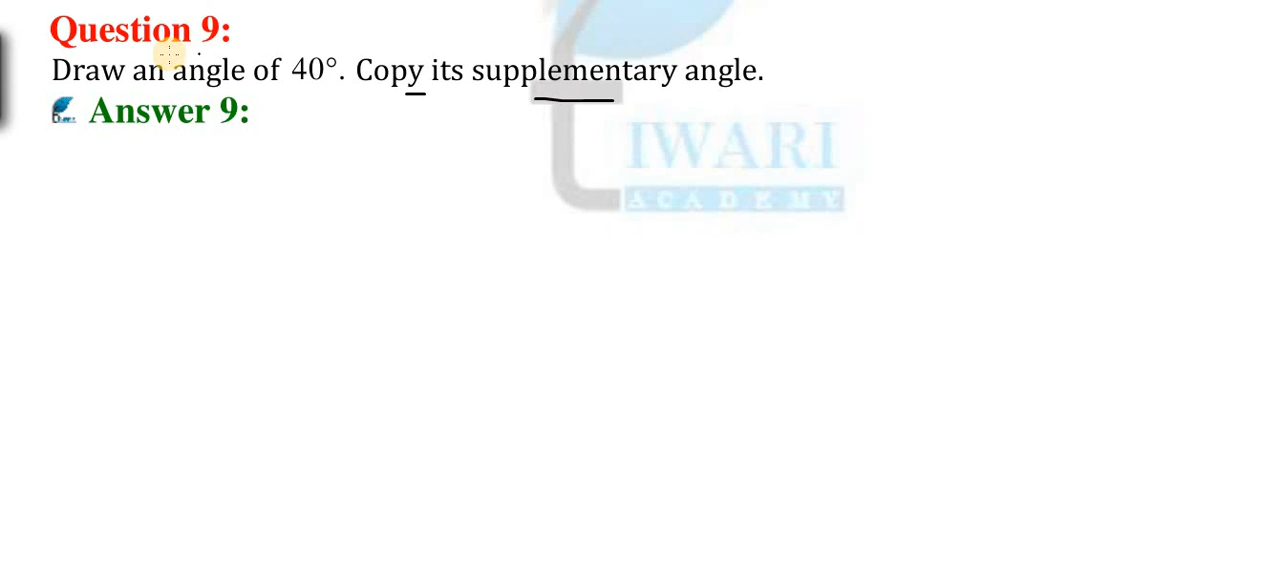 Question 9:
Draw an angle of 40°. Copy its supplementary angle.
Answer 9:
IWARI
ACADEMY